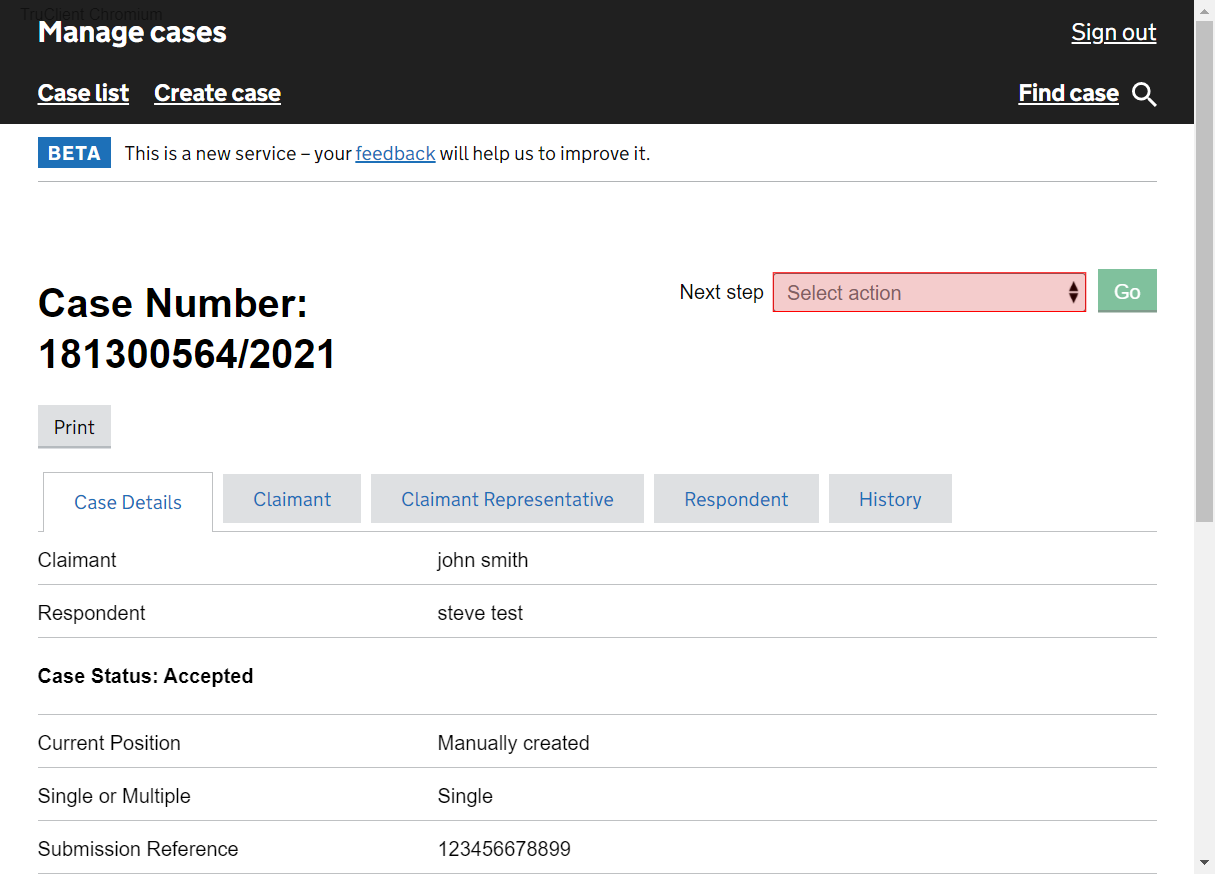 TruClient Chromium
Manage cases
Sign out
Case list Create case
Find case
BETA This is a new service – your feedback will help us to improve it.
Next step Select action Go
Case Number:
181300564/2021
Print
Case Details Claimant Claimant Representative Respondent History
Claimant john smith
Respondent steve test
Case Status: Accepted
Current Position Manually created
Single or Multiple Single
Submission Reference 123456678899